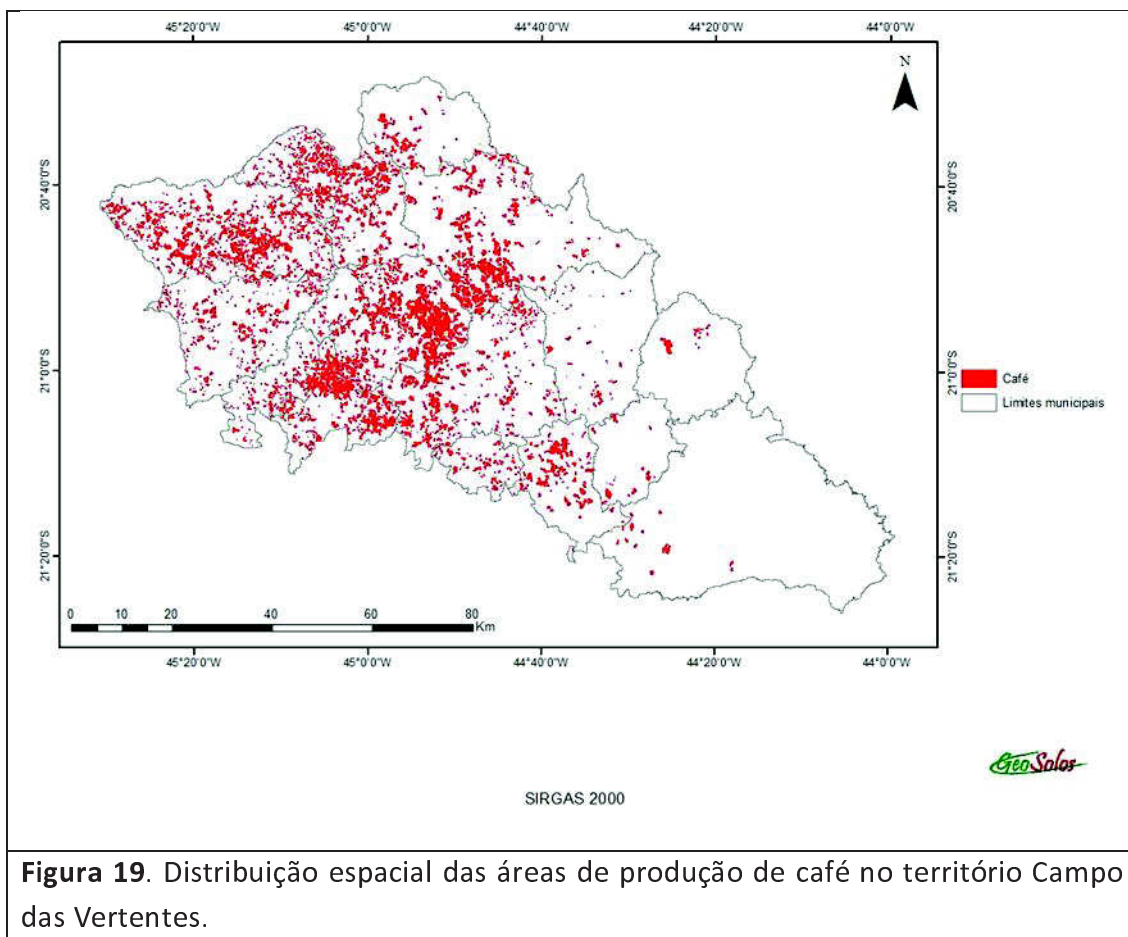 45°20'0"W 45°0'0"W 44°40'0"W 44°20'0"W 44°0'0"W
N
20°40'0"S 20°40'0"S
21°0'0"S 21°0'0"S
Café
Limites municipais
21°20'0"S 21°20'0"S
0 10 20 40 60 80
Km
45°20'0"W 45°0'0"W 44°40'0"W 44°20'0"W 44°0'0"W
GeoSolos
SIRGAS 2000
Figura 19. Distribuição espacial das áreas de produção de café no território Campo
das Vertentes.